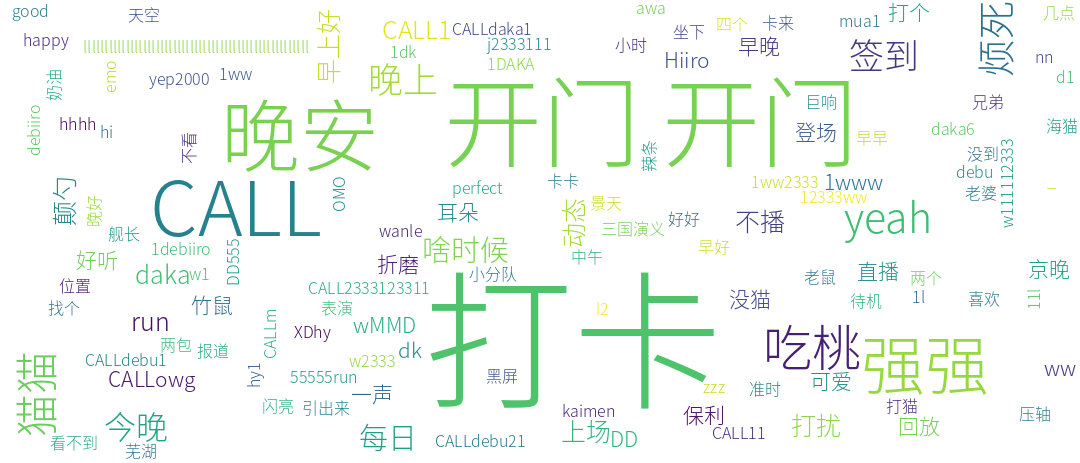 good
天空
早上好
CALL1
CALLdaka1
awa
四个
卡来
mua1
打个
烦死
几点
happy
llllllllllllllllllllllllllllllllllllllllllllllllll
1dk
j2333111
小时
坐下
早晚
签到
nn
奶油
emo
yep2000
1ww
晚上
1DAKA
Hiiro
d1
debiiro
hhhh
hi
不看
晚安
开门
开门
巨响
登场
早早
兄弟
daka6
海猫
颠勺
晚好
CALL
OMO
perfect
辣条
卡卡
1ww2333
1www
12333ww
没到
debu
老婆
w111112333
_
舰长
1debiiro
DD555
耳朵
wanle
动态
景天
三国演义
好好
不播
yeah
好听
daka
w1
折磨
啥时候
小分队
中午
早好
老鼠
直播
两个
京晚
位置
找个
竹鼠
CALL2333123311
表演
打卡
l2
没猫
待机
1l
喜欢
11l
run
CALLm
XDhy
wMMD
dk
吃桃
强强
两包
报道
猫猫
CALLdebu1
CALLowg
hy1
55555run
w2333
一声
黑屏
zzz
准时
可爱
ww
今晚
闪亮
引出来
kaimen
保利
打猫
压轴
看不到
芜湖
每日
CALLdebu21
上场
DD
CALL11
打扰
回放